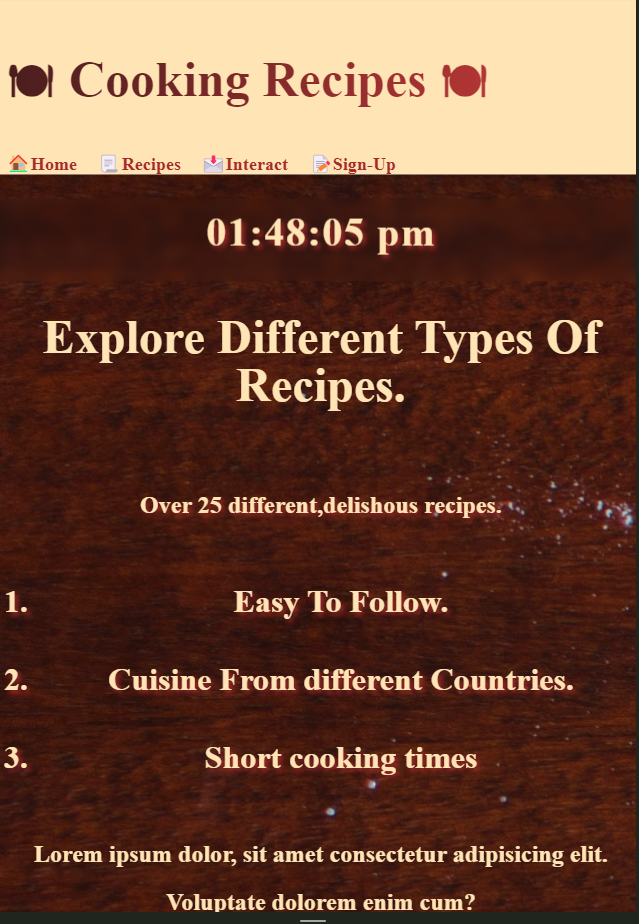 🍽️ Cooking Recipes 🍽️
🏠Home 📃Recipes 📩Interact 📝Sign-Up
01:48:05 pm
Explore Different Types Of
Recipes.
Over 25 different,delishous recipes.
1. Easy To Follow.
2. Cuisine From different Countries.
3. Short cooking times
Lorem ipsum dolor, sit amet consectetur adipisicing elit.
Voluptate dolorem enim cum?